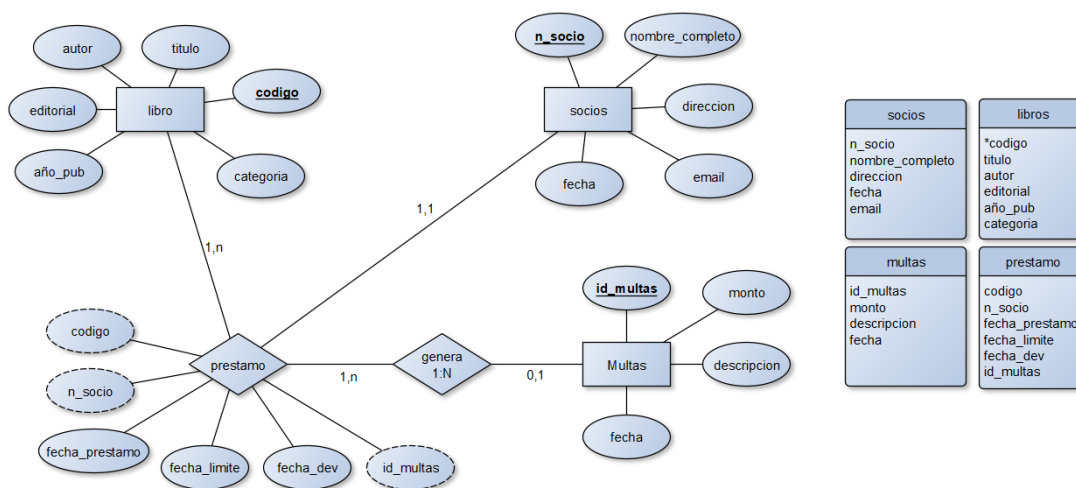 autor
titulo
codigo
editorial
libro
año_pub
categoria
n_socio
nombre_completo
direccion
socios
fecha
email
1,n
1,1
codigo
n_socio
fecha_prestamo
fecha_limite
fecha_dev
id_multas
prestamo
1,n
genera
1:N
0,1
id_multas
monto
Multas
descripcion
fecha
socios
n_socio
nombre_completo
direccion
fecha
email
libros
*codigo
titulo
autor
editorial
año_pub
categoria
multas
id_multas
monto
descripcion
fecha
prestamo
codigo
n_socio
fecha_prestamo
fecha_limite
fecha_dev
id_multas